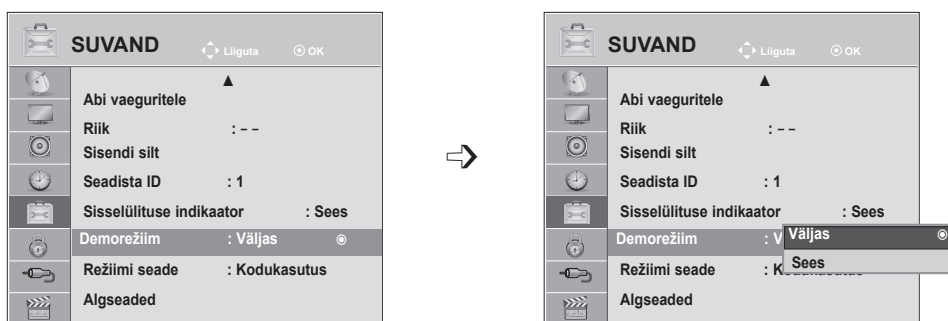 SUVAND Liiguta OK
▲
Abi vaeguritele
Riik : – –
Sisendi silt
Seadista ID : 1
Sisselülituse indikaator : Sees
Demorežiim : Väljas
Režiimi seade : Kodukasutus
Algseaded
SUVAND Liiguta OK
▲
Abi vaeguritele
Riik : – –
Sisendi silt
Seadista ID : 1
Sisselülituse indikaator : Sees
Demorežiim : V Väljas
Sees
Režiimi seade
Algseaded